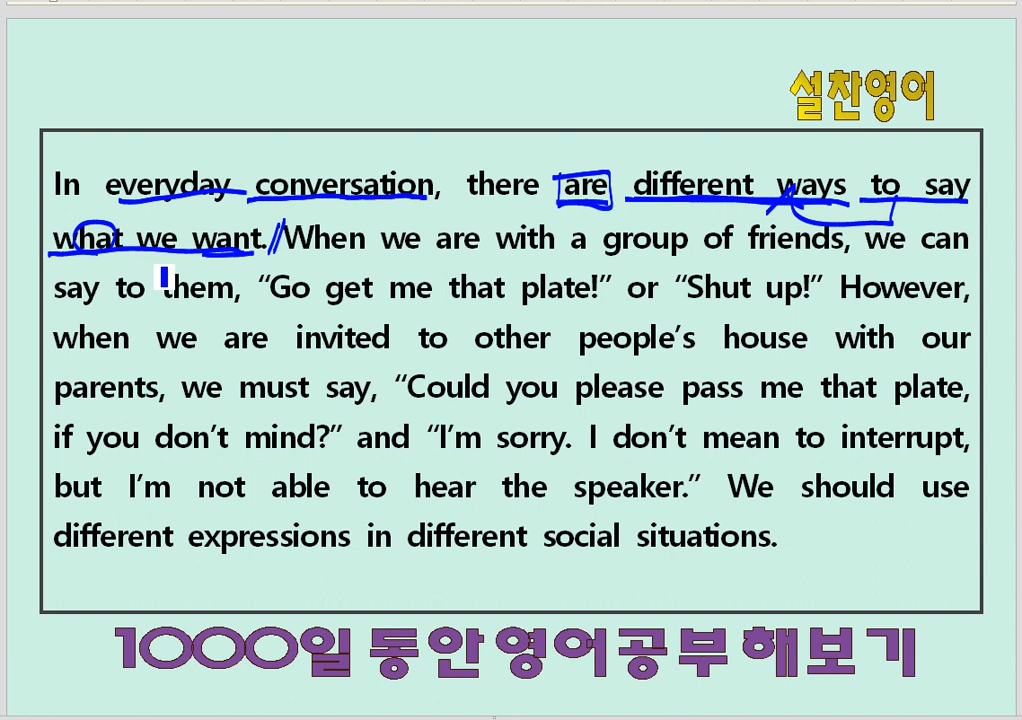 설찬영어
In everyday conversation, there are different ways to say
what we want. When we are with a group of friends, we can
say to them, “Go get me that plate!” or “Shut up!” However,
when we are invited to other people’s house with our
parents, we must say, “Could you please pass me that plate,
if you don’t mind?” and “I’m sorry. I don’t mean to interrupt,
but I’m not able to hear the speaker.” We should use
different expressions in different social situations.
1000일 동안 영어공부 해보기